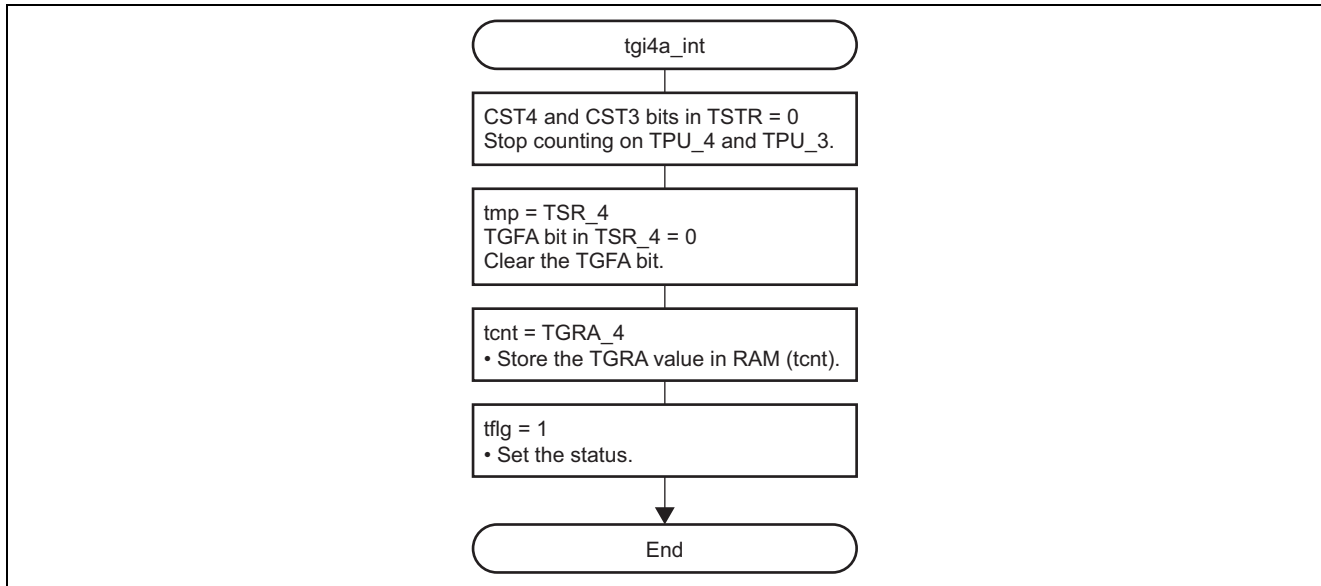 tgi4a_int
CST4 and CST3 bits in TSTR = 0
Stop counting on TPU_4 and TPU_3.
tmp = TSR_4
TGFA bit in TSR_4 = 0
Clear the TGFA bit.
tcnt = TGRA_4
• Store the TGRA value in RAM (tcnt).
tflg = 1
• Set the status.
End